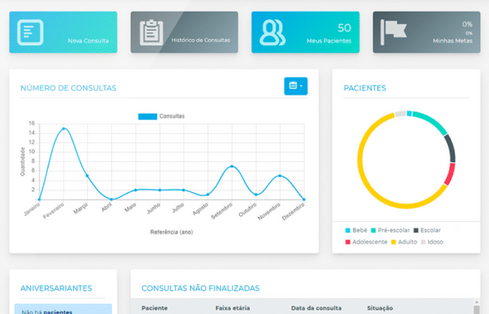 Nova Consulta
Histórico de Consultas
50
Meus Pacientes
0%
0%
Minhas Metas
NÚMERO DE CONSULTAS
Consultas
Quantidade
16
14
12
10
8
6
4
2
Janeiro
Fevereiro
Março
Abril
Maio
Junho
Julho
Agosto
Setembro
Outubro
Novembro
Dezembro
Referência (ano)
PACIENTES
Bebê
Pré-escolar
Escolar
Adolescente
Adulto
Idoso
ANIVERSARIANTES
Não há pacientes
CONSULTAS NÃO FINALIZADAS
Paciente Faixa etária Data da consulta Situação